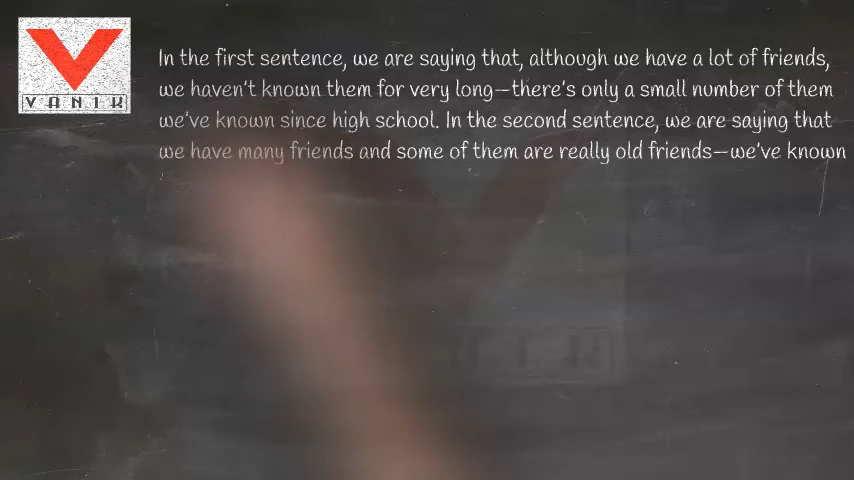 VANIK
In the first sentence, we are saying that, although we have a lot of friends,
we haven't known them for very long—there's only a small number of them
we've known since high school. In the second sentence, we are saying that
we have many friends and some of them are really old friends—we've known